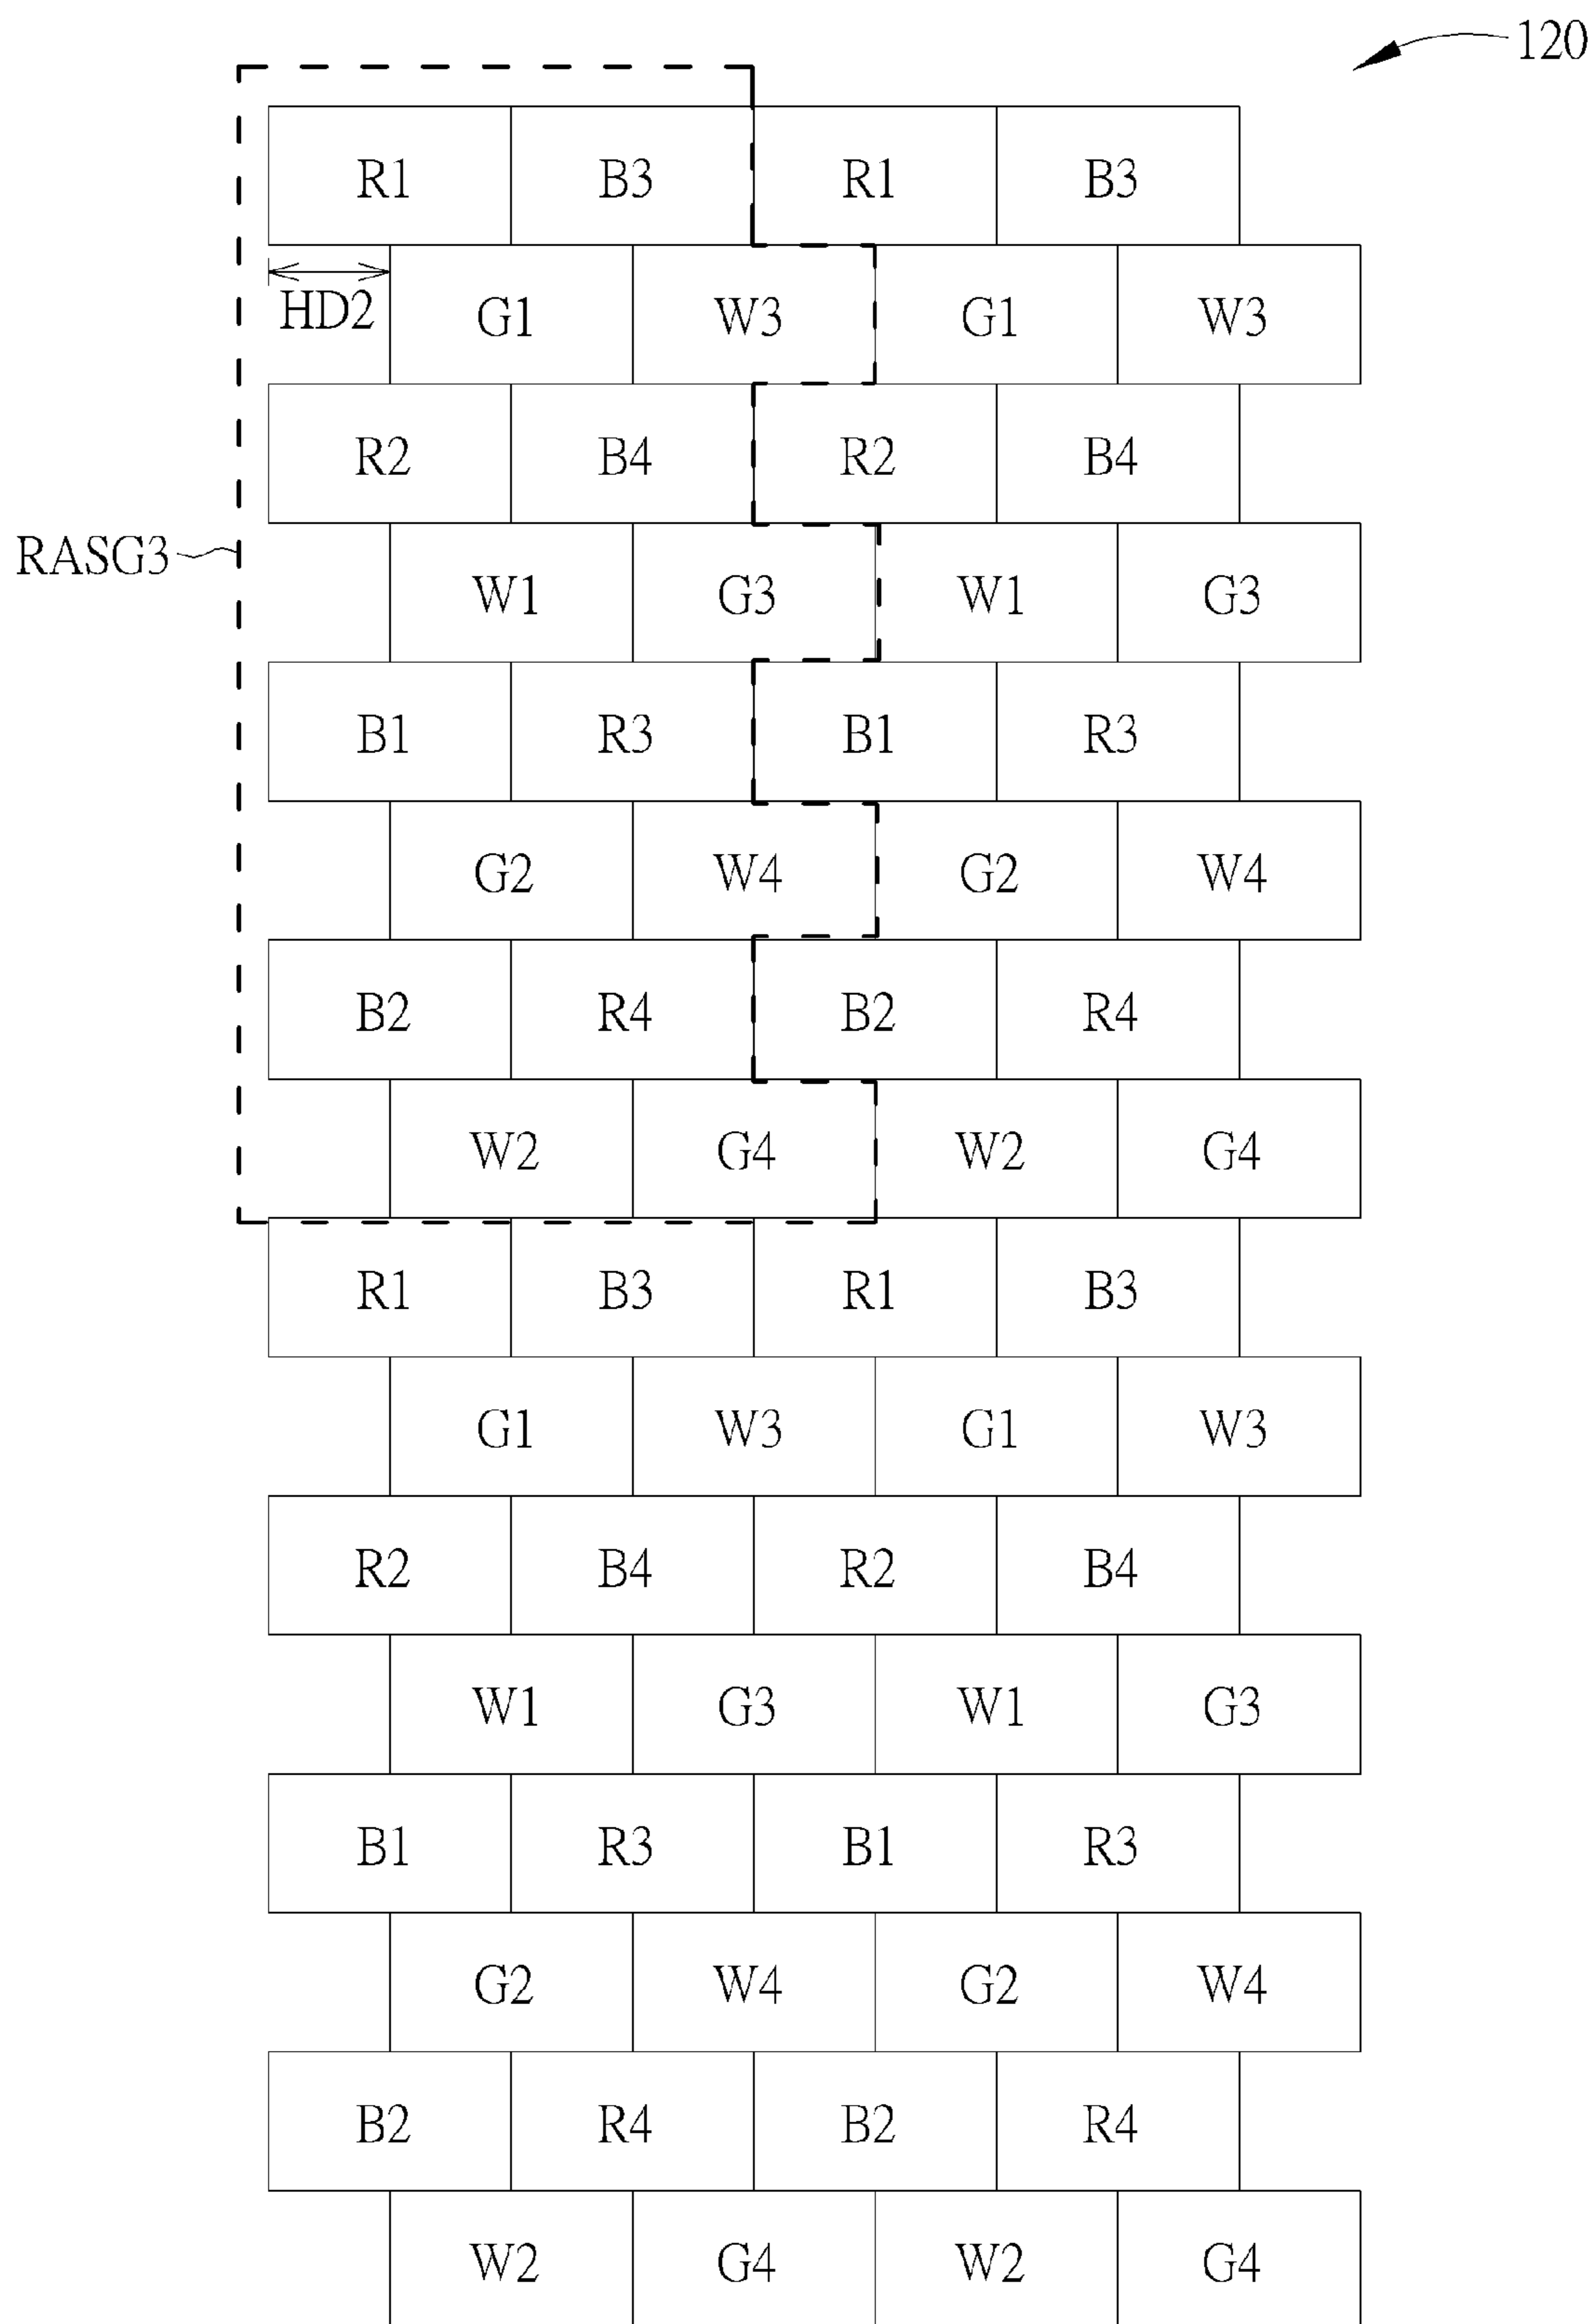 120
R1 B3 R1 B3
HD2 G1 W3 G1 W3
R2 B4 R2 B4
RASG3 W1 G3 W1 G3
B1 R3 B1 R3
G2 W4 G2 W4
B2 R4 B2 R4
W2 G4 W2 G4
R1 B3 R1 B3
G1 W3 G1 W3
R2 B4 R2 B4
W1 G3 W1 G3
B1 R3 B1 R3
G2 W4 G2 W4
B2 R4 B2 R4
W2 G4 W2 G4